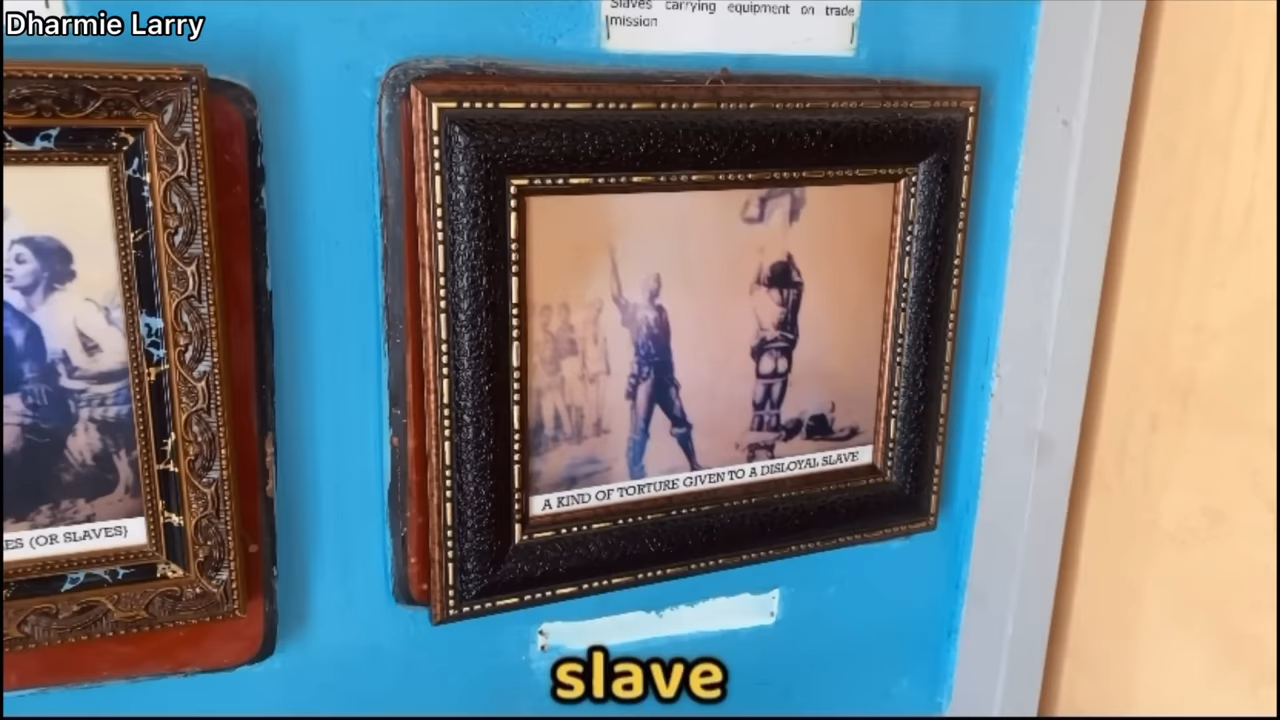 Dharmie Larry
Slaves carrying equipment on trade
mission
ES (OR SLAVES)
A KIND OF TORTURE GIVEN TO A DISLOYAL SLAVE
slave